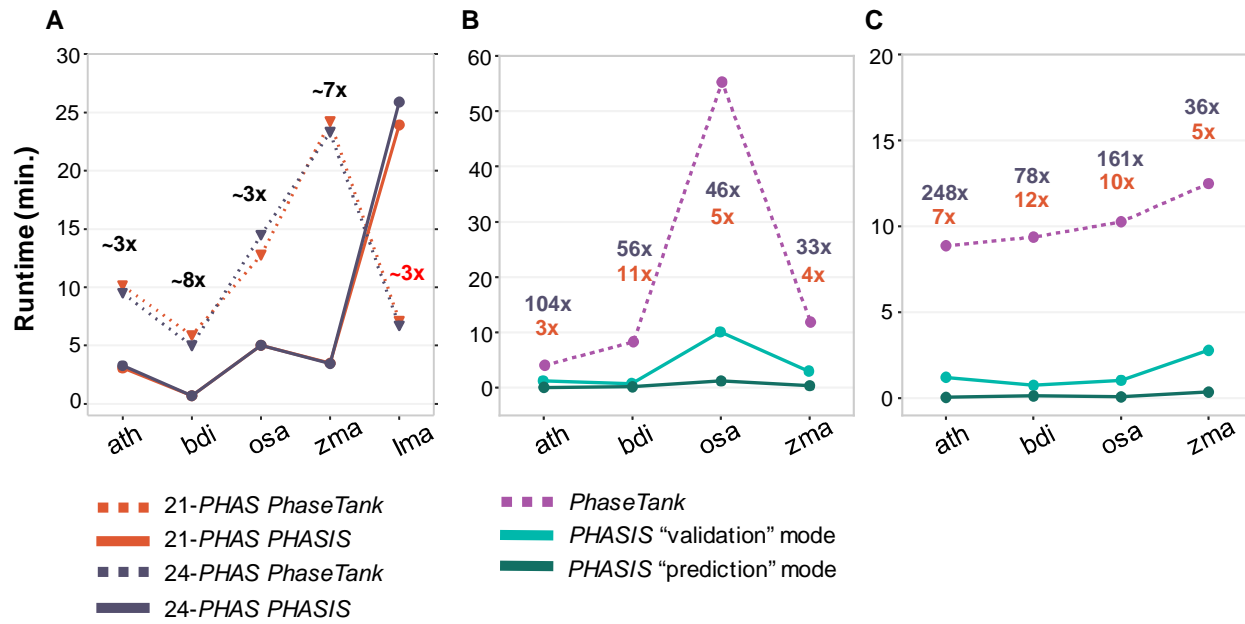 A
B
C
Runtime (min.)
30
25
20
15
10
5
0
~3x
~8x
~3x
~7x
~3x
ath
bdi
osa
zma
lma
60
50
40
30
20
10
0
104x
3x
56x
11x
46x
5x
33x
4x
ath
bdi
osa
zma
20
15
10
5
0
248x
7x
78x
12x
161x
10x
36x
5x
ath
bdi
osa
zma
21-PHAS PhaseTank
21-PHAS PHASIS
24-PHAS PhaseTank
24-PHAS PHASIS
PhaseTank
PHASIS “validation” mode
PHASIS “prediction” mode